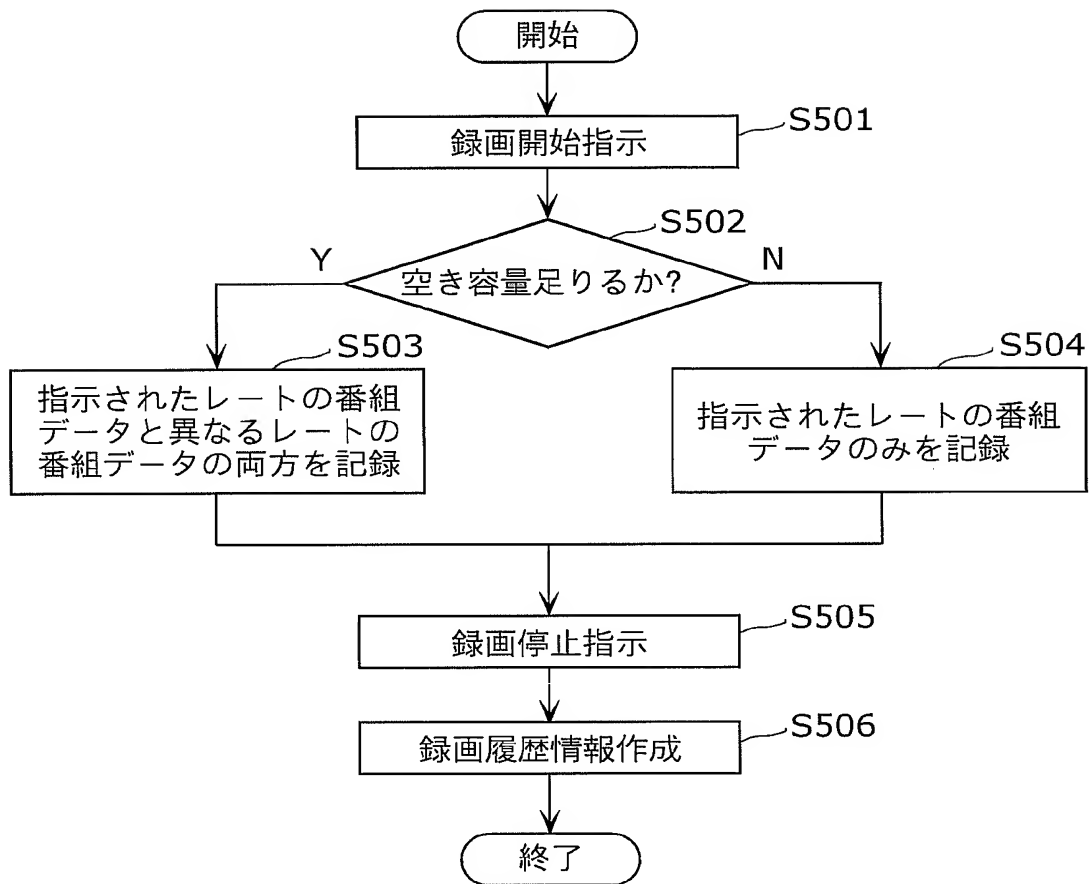 開始
録画開始指示
S501
空き容量足りるか?
S502
Y
N
指示されたレートの番組
データと異なるレートの
番組データの両方を記録
S503
指示されたレートの番組
データのみを記録
S504
録画停止指示
S505
録画履歴情報作成
S506
終了